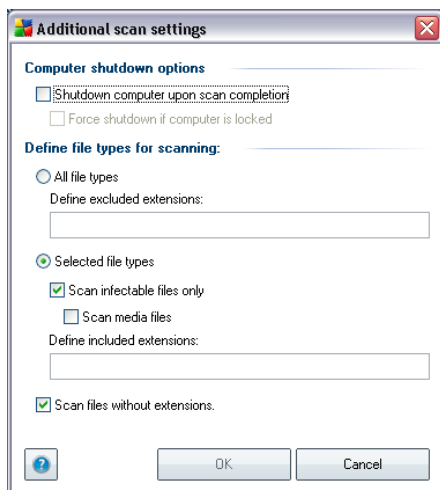 Additional scan settings
Computer shutdown options
Shutdown computer upon scan completion
Force shutdown if computer is locked
Define file types for scanning:
All file types
Define excluded extensions:
Selected file types
Scan infectable files only
Scan media files
Define included extensions:
Scan files without extensions.
? OK Cancel